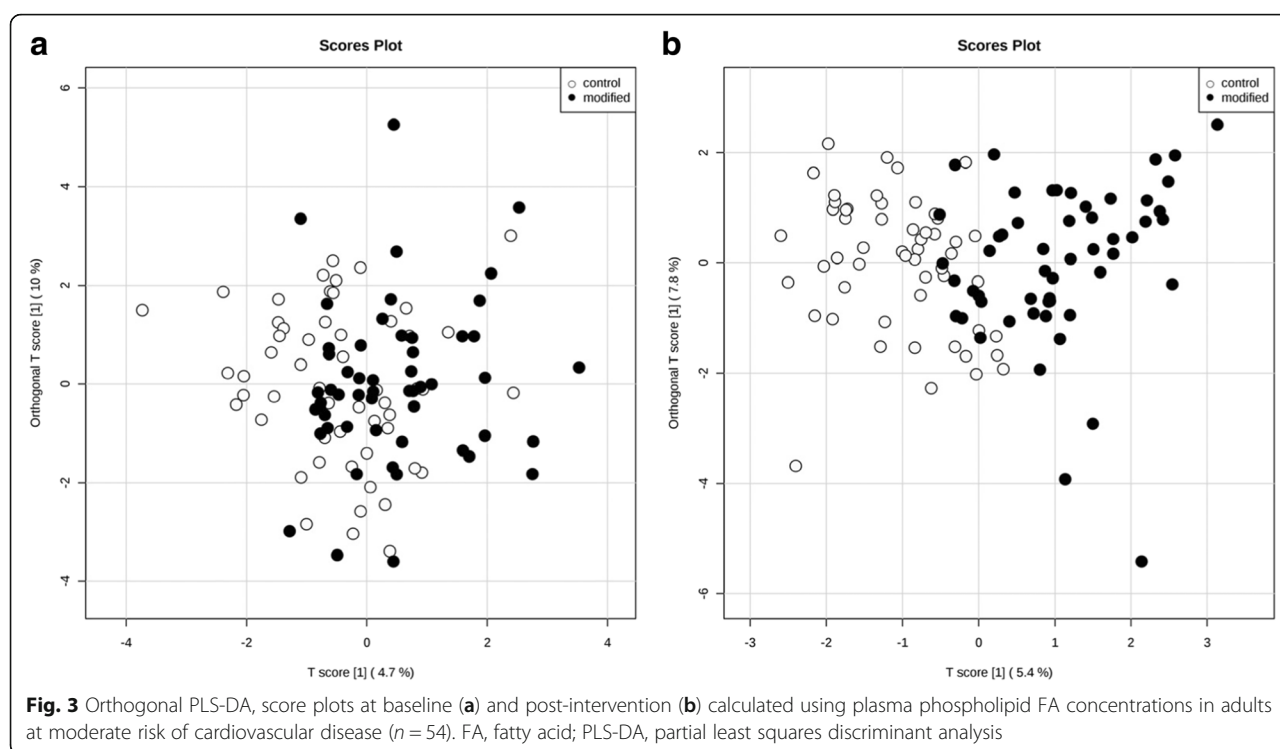 a
Scores Plot
control
modified
6
4
2
0
-2
-4
Orthogonal T score [1] ( 10 %)
-4 -2 0 2 4
T score [1] ( 4.7 %)
b
Scores Plot
control
modified
2
0
-2
-4
-6
Orthogonal T score [1] ( 7.8 %)
-3 -2 -1 0 1 2 3
T score [1] ( 5.4 %)
Fig. 3 Orthogonal PLS-DA, score plots at baseline (a) and post-intervention (b) calculated using plasma phospholipid FA concentrations in adults
at moderate risk of cardiovascular disease (n = 54). FA, fatty acid; PLS-DA, partial least squares discriminant analysis